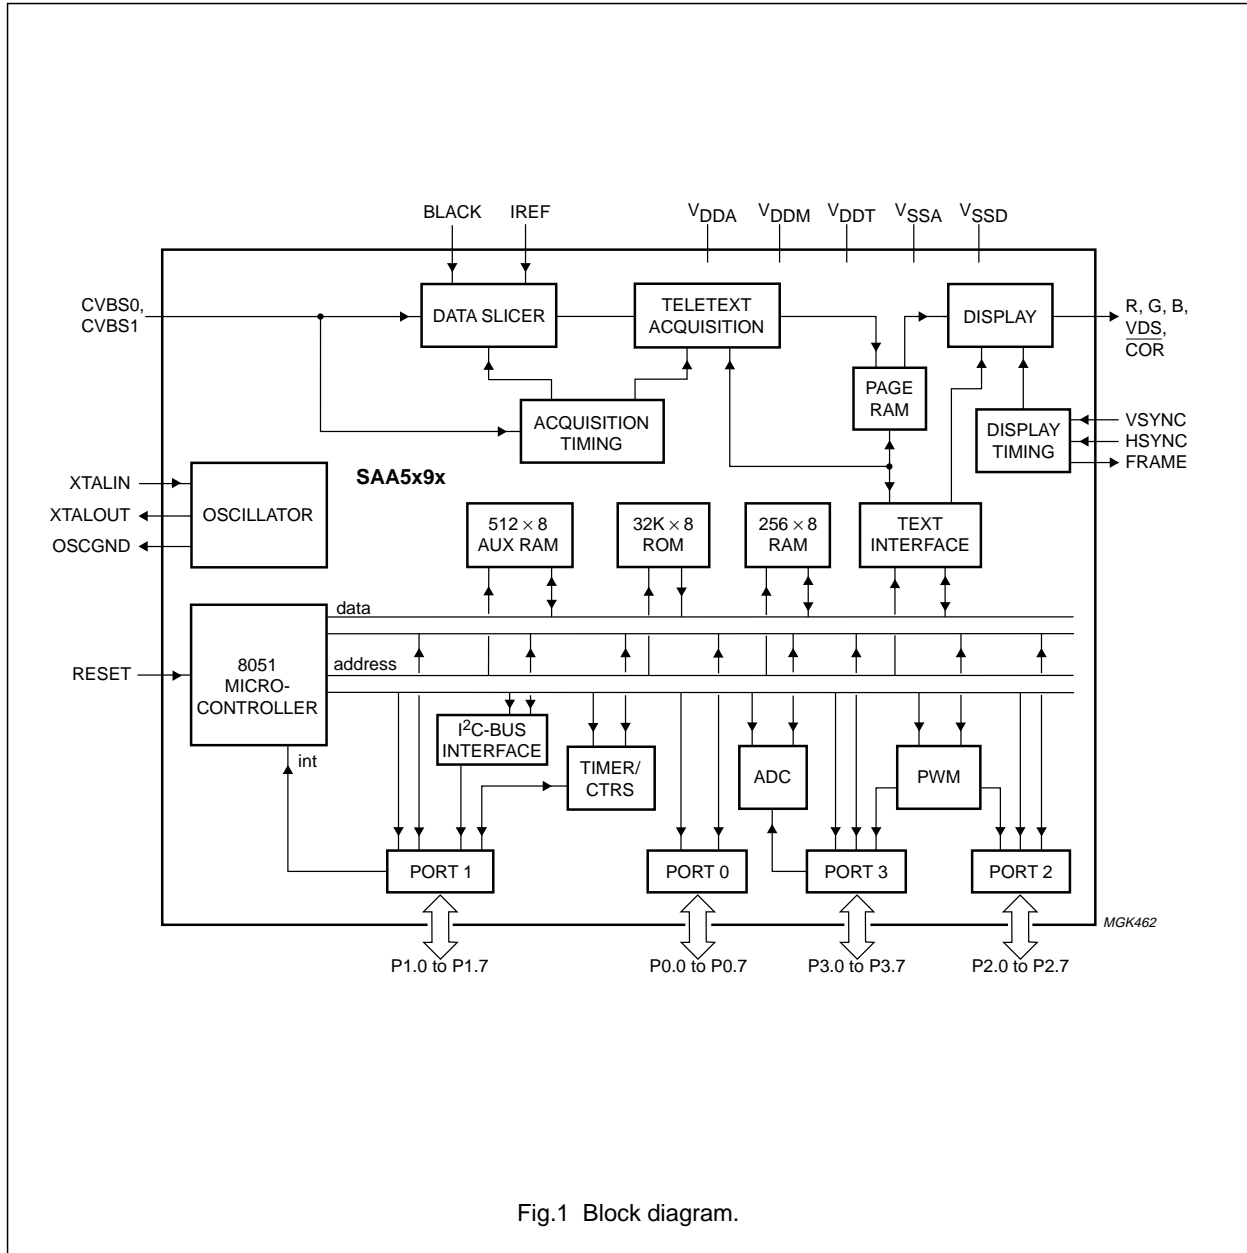 BLACK IREF VDDA VDDM VDDT VSSA VSSD
CVBS0,
CVBS1
DATA SLICER
TELETEXT
ACQUISITION
DISPLAY
R, G, B,
VDS,
COR
PAGE
RAM
ACQUISITION
TIMING
DISPLAY
TIMING
VSYNC
HSYNC
FRAME
SAA5x9x
XTALIN
XTALOUT
OSCGND
OSCILLATOR
512 × 8
AUX RAM
32K × 8
ROM
256 × 8
RAM
TEXT
INTERFACE
data
address
RESET
8051
MICRO-
CONTROLLER
int
I2C-BUS
INTERFACE
TIMER/
CTRS
ADC
PWM
PORT 1
PORT 0
PORT 3
PORT 2
MGK462
P1.0 to P1.7
P0.0 to P0.7
P3.0 to P3.7
P2.0 to P2.7
Fig.1 Block diagram.